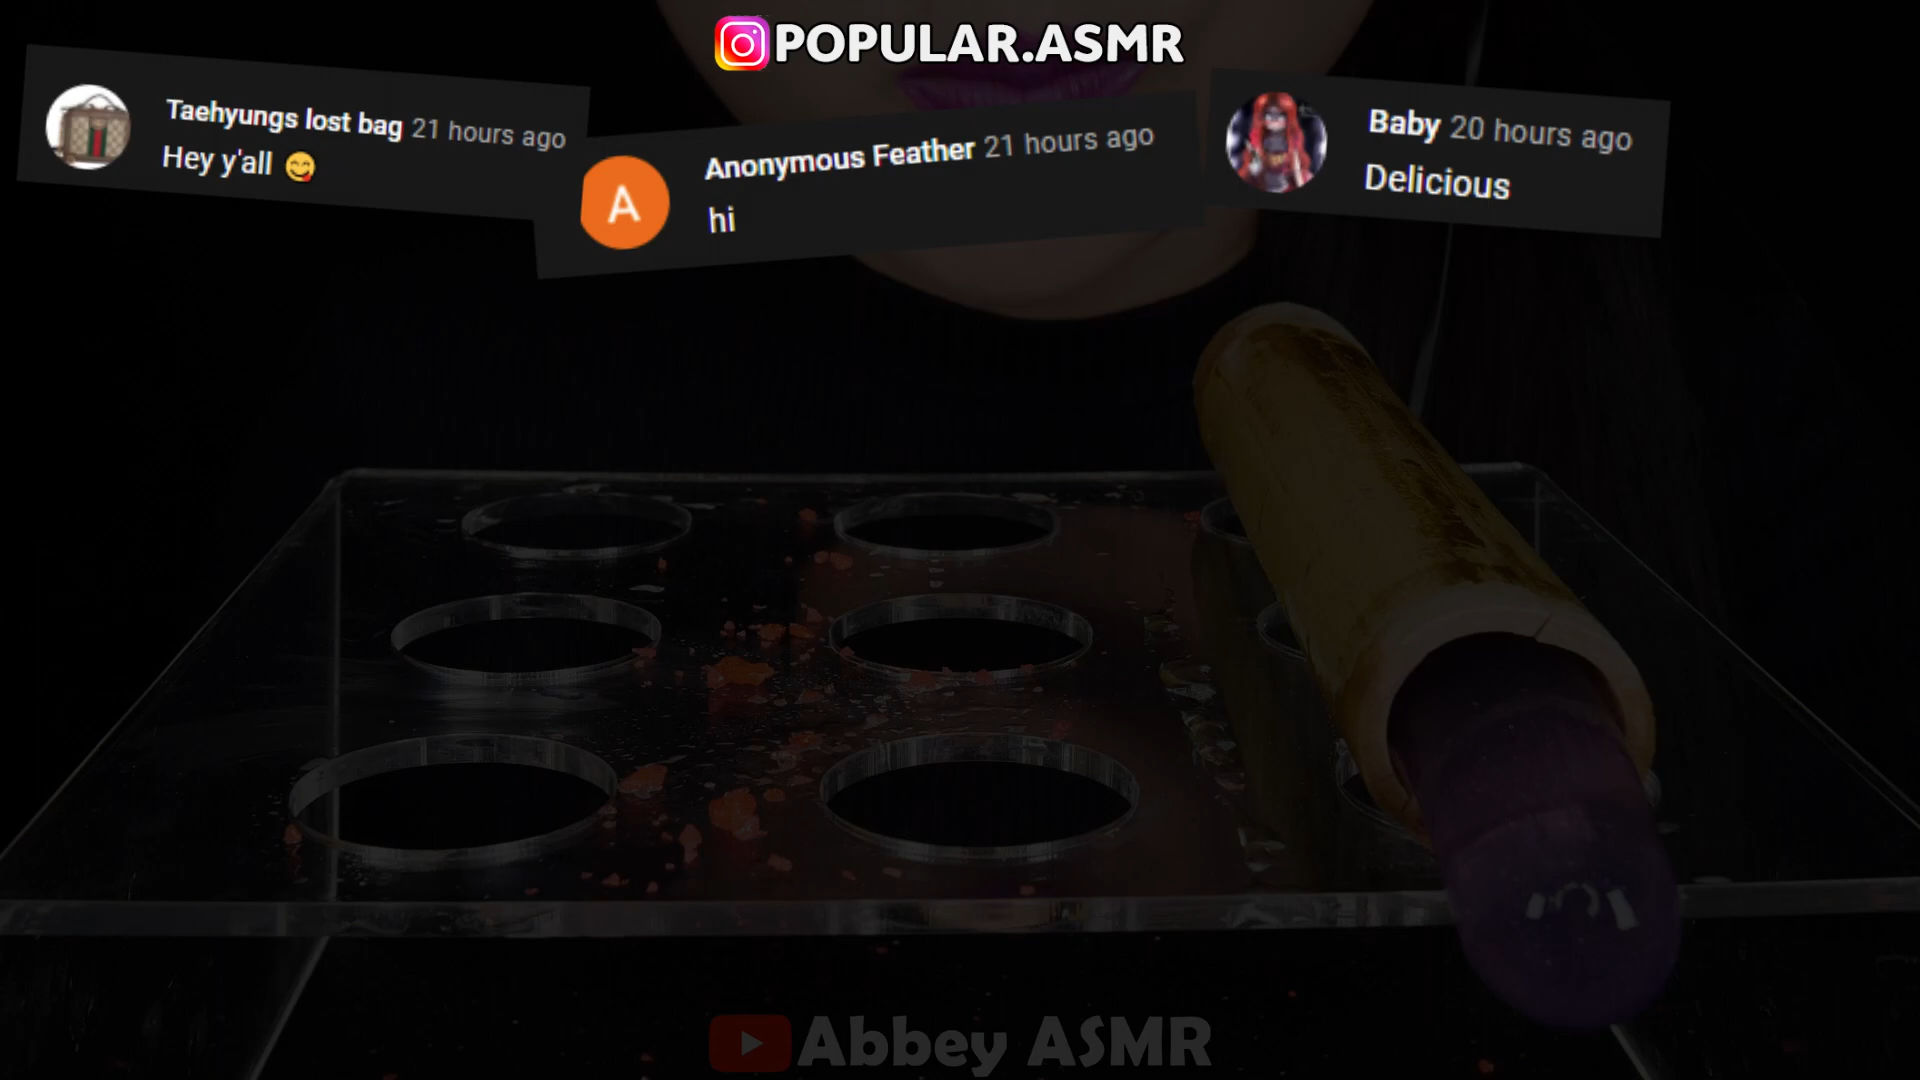 POPULAR.ASMR
Taehyungs lost bag 21 hours ago
Hey y'all 😋
A
Anonymous Feather 21 hours ago
hi
Baby 20 hours ago
Delicious
Abbey ASMR